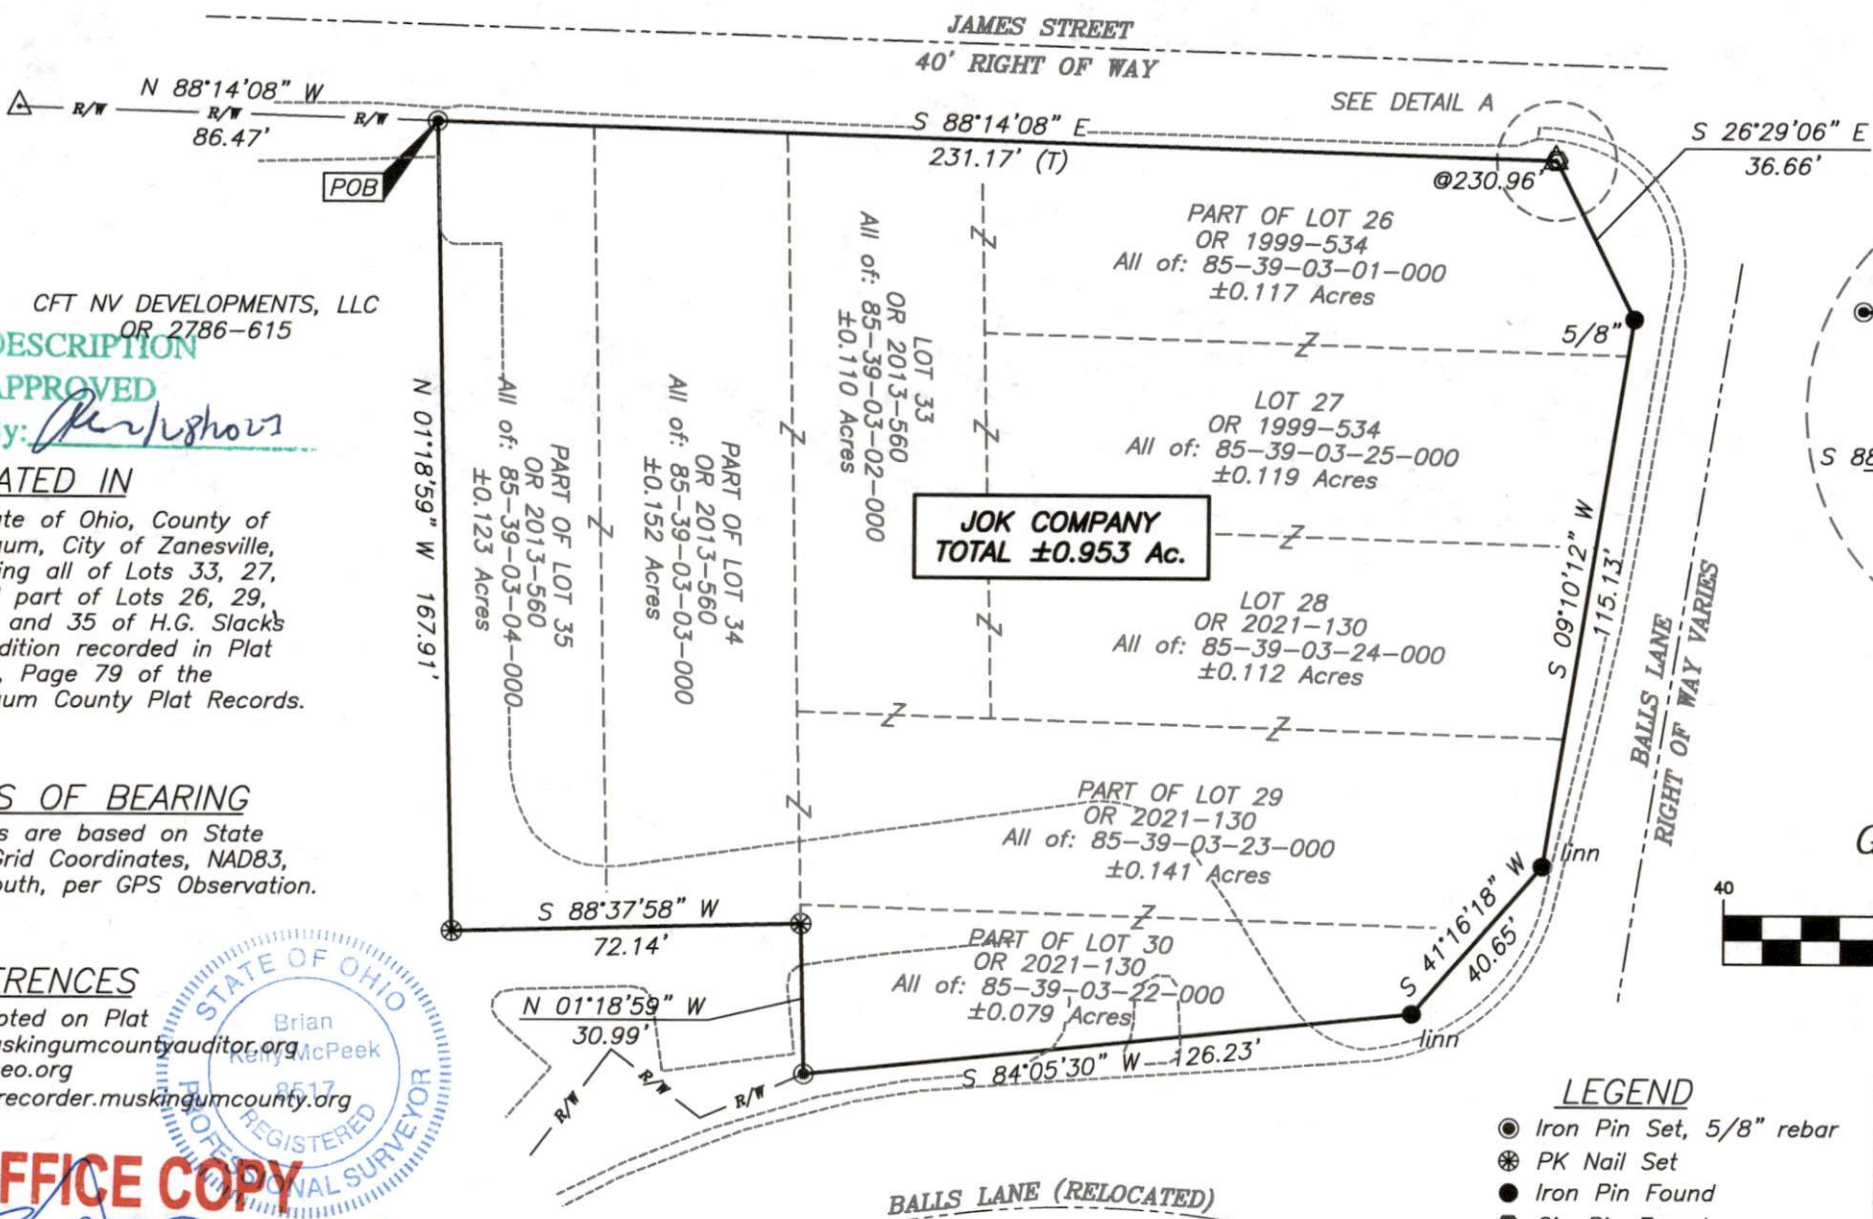 JAMES STREET
40' RIGHT OF WAY
N 88°14'08" W
R/W R/W R/W
86.47'
POB
S 88°14'08" E
231.17' (T)
SEE DETAIL A
@230.96'
S 26°29'06" E
36.66'
CFT NV DEVELOPMENTS, LLC
OR 2786-615
DESCRIPTION
APPROVED
By:
ATED IN
te of Ohio, County of
gum, City of Zanesville,
ing all of Lots 33, 27,
part of Lots 26, 29,
and 35 of H.G. Slack's
dition recorded in Plat
, Page 79 of the
gum County Plat Records.
S OF BEARING
s are based on State
Grid Coordinates, NAD83,
outh, per GPS Observation.
ERENCES
oted on Plat
uskingumcountyauditor.org
eo.org
recorder.muskingumcounty.org
STATE OF OHIO
Brian
Kelly McPeek
8517
REGISTERED
PROFESSIONAL SURVEYOR
FFICE COPY
N 01°18'59" W 167.91'
PART OF LOT 35
OR 2013-560
All of: 85-39-03-04-000
±0.123 Acres
PART OF LOT 34
OR 2013-560
All of: 85-39-03-03-000
±0.152 Acres
LOT 33
OR 2013-560
All of: 85-39-03-02-000
±0.110 Acres
PART OF LOT 26
OR 1999-534
All of: 85-39-03-01-000
±0.117 Acres
5/8"
LOT 27
OR 1999-534
All of: 85-39-03-25-000
±0.119 Acres
JOK COMPANY
TOTAL ±0.953 Ac.
LOT 28
OR 2021-130
All of: 85-39-03-24-000
±0.112 Acres
S 09°10'12" W
115.13'
BALLS LANE
RIGHT OF WAY VARIES
S 88
PART OF LOT 29
OR 2021-130
All of: 85-39-03-23-000
±0.141 Acres
1inn
S 41°16'18" W
40.65'
1inn
S 88°37'58" W
72.14'
PART OF LOT 30
OR 2021-130
All of: 85-39-03-22-000
±0.079 Acres
N 01°18'59" W
30.99'
R/W R/W R/W
S 84°05'30" W 126.23'
BALLS LANE (RELOCATED)
G
40
LEGEND
Iron Pin Set, 5/8" rebar
PK Nail Set
Iron Pin Found